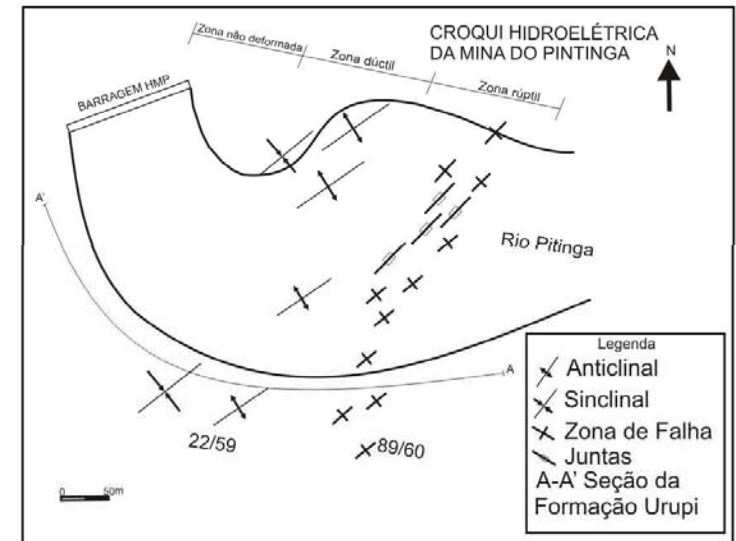 CROQUI HIDROELÉTRICA
DA MINA DO PINTINGA
N
Zona não deformada
Zona dúctil
Zona rúptil
BARRAGEM HMP
A'
Rio Pitinga
A
22/59
89/60
0 50m
Legenda
Anticlinal
Sinclinal
Zona de Falha
Juntas
A-A' Seção da
Formação Urupi